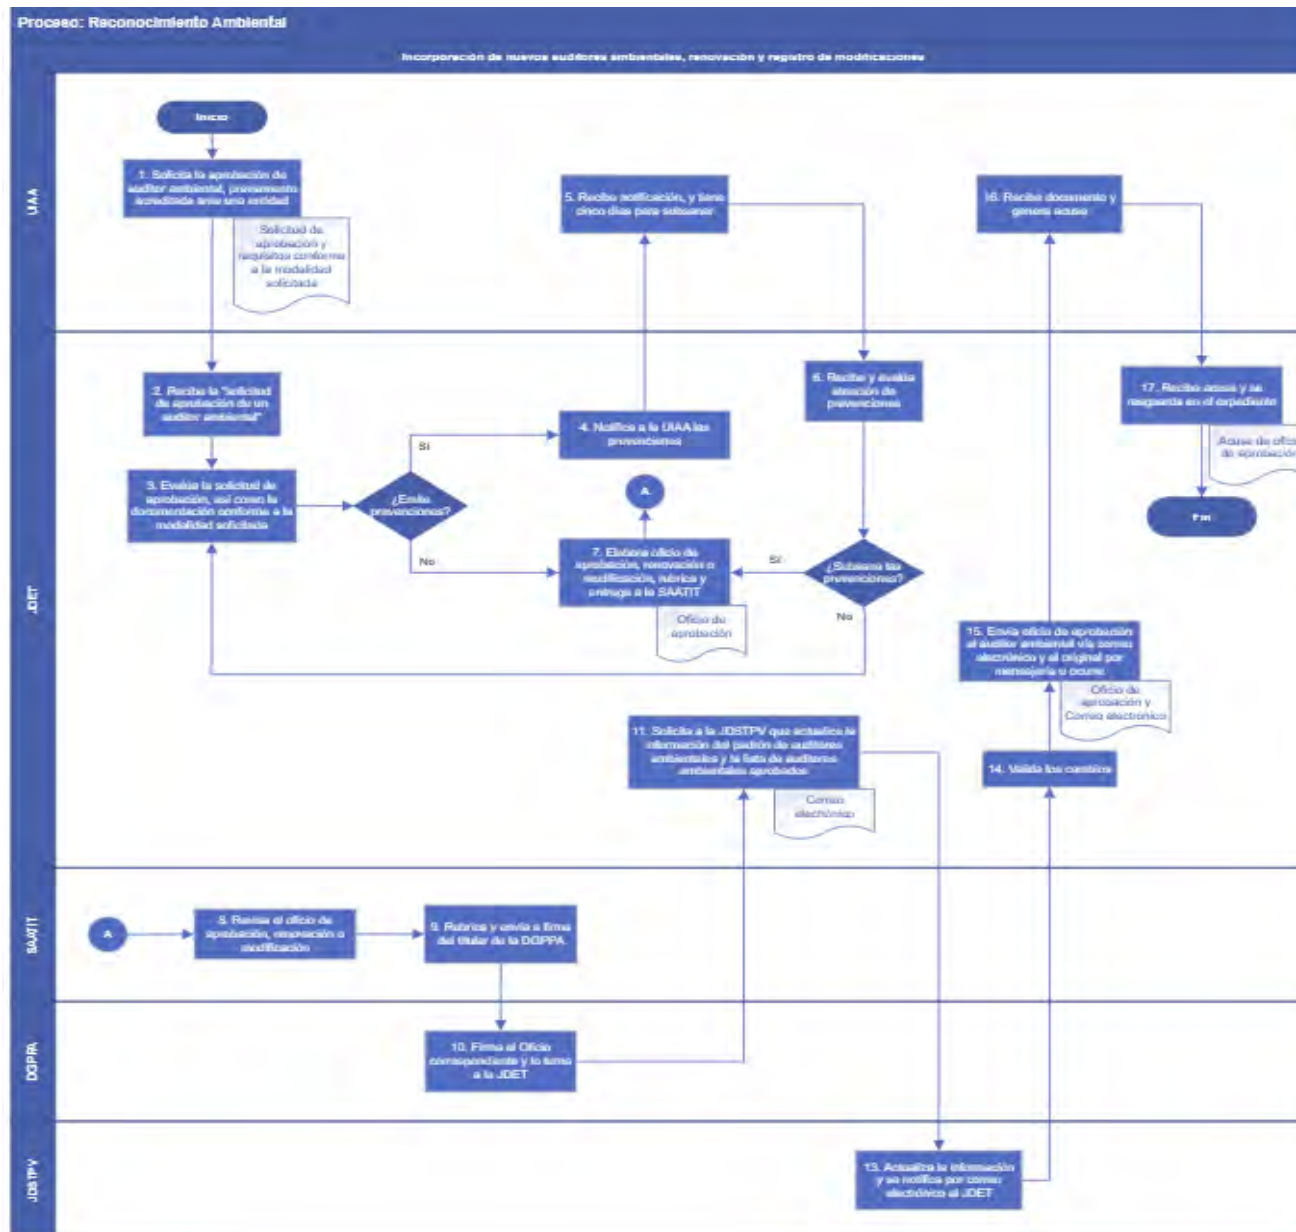 Proceso: Reconocimiento Ambiental
Incorporación de nuevos auditores ambientales, renovación y registro de modificaciones
UIAA
Inicio
1. Solicita la aprobación de
auditor ambiental, previamente
acreditado ante una entidad
Solicitud de
aprobación y
requisitos conforme
a la modalidad
solicitada
5. Recibe notificación, y tiene
cinco días para subsanar
16. Recibe documento y
genera acuse
JDET
2. Recibe la "solicitud
de aprobación de un
auditor ambiental"
3. Evalúa la solicitud de
aprobación, así como la
documentación conforme a la
modalidad solicitada
¿Emite
prevenciones?
Sí
No
4. Notifica a la UIAA las
prevenciones
A
7. Elabora oficio de
aprobación, renovación o
modificación, rubrica y
entrega a la SAATIT
Oficio de
aprobación
6. Recibe y evalúa
atención de
prevenciones
¿Subsana las
prevenciones?
Sí
No
17. Recibe acuse y se
resguarda en el expediente
Acuse de oficio
de aprobación
Fin
15. Envía oficio de aprobación
al auditor ambiental vía correo
electrónico y el original por
mensajería u ocurre
Oficio de
aprobación y
Correo electrónico
14. Valida los cambios
11. Solicita a la JDSTPV que actualice la
información del padrón de auditores
ambientales y la lista de auditores
ambientales aprobados
Correo
electrónico
SAATIT
A
8. Revisa el oficio de
aprobación, renovación o
modificación
9. Rubrica y envía a firma
del titular de la DGPPA
DGPPA
10. Firma el Oficio
correspondiente y lo turna
a la JDET
JDSTPV
13. Actualiza la información
y se notifica por correo
electrónico al JDET